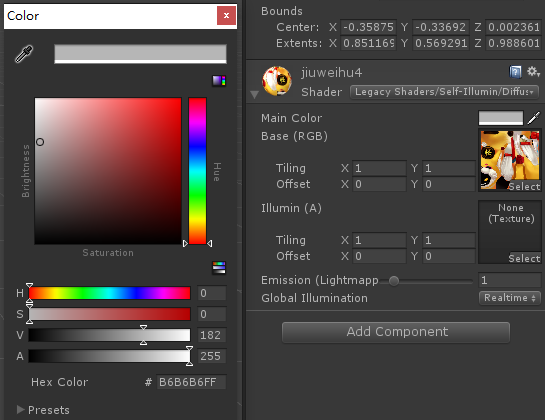 Color
Brightness
Hue
Saturation
H 0
S 0
V 182
A 255
Hex Color # B6B6B6FF
Presets
Bounds
Center: X -0.35875 Y -0.33692 Z 0.002361
Extents: X 0.851169 Y 0.569291 Z 0.988601
jiuweihu4
Shader Legacy Shaders/Self-Illumin/Diffus
Main Color
Base (RGB)
Tiling X 1 Y 1
Offset X 0 Y 0
Select
Illumin (A)
None
(Texture)
Tiling X 1 Y 1
Offset X 0 Y 0
Select
Emission (Lightmapp 1
Global Illumination Realtime
Add Component